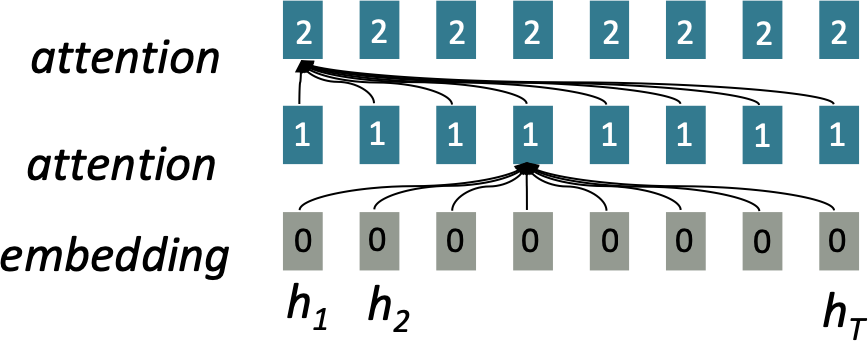 2 2 2 2 2 2 2 2
attention
1 1 1 1 1 1 1 1
attention
0 0 0 0 0 0 0 0
embedding
h1 h2 hT